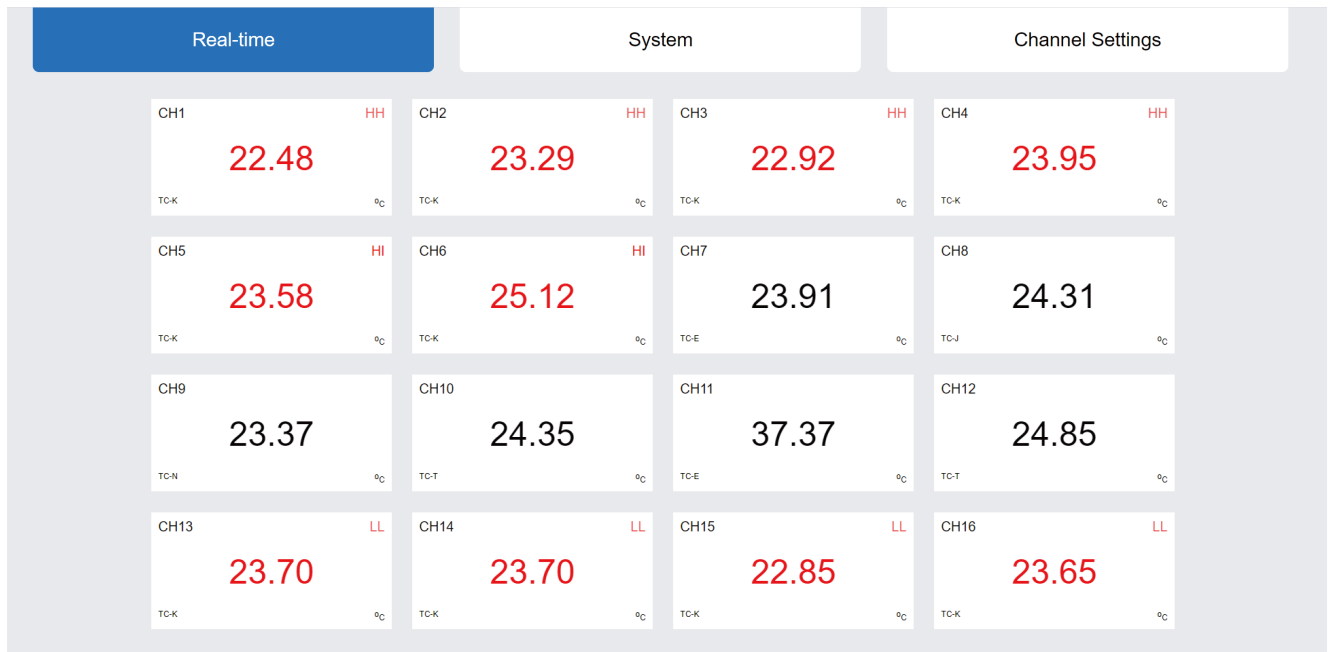 Real-time System Channel Settings
CH1 HH CH2 HH CH3 HH CH4 HH
22.48 23.29 22.92 23.95
TC-K ºC TC-K ºC TC-K ºC TC-K ºC
CH5 HI CH6 HI CH7 CH8
23.58 25.12 23.91 24.31
TC-K ºC TC-K ºC TC-E ºC TC-J ºC
CH9 CH10 CH11 CH12
23.37 24.35 37.37 24.85
TC-N ºC TC-T ºC TC-E ºC TC-T ºC
CH13 LL CH14 LL CH15 LL CH16 LL
23.70 23.70 22.85 23.65
TC-K ºC TC-K ºC TC-K ºC TC-K ºC